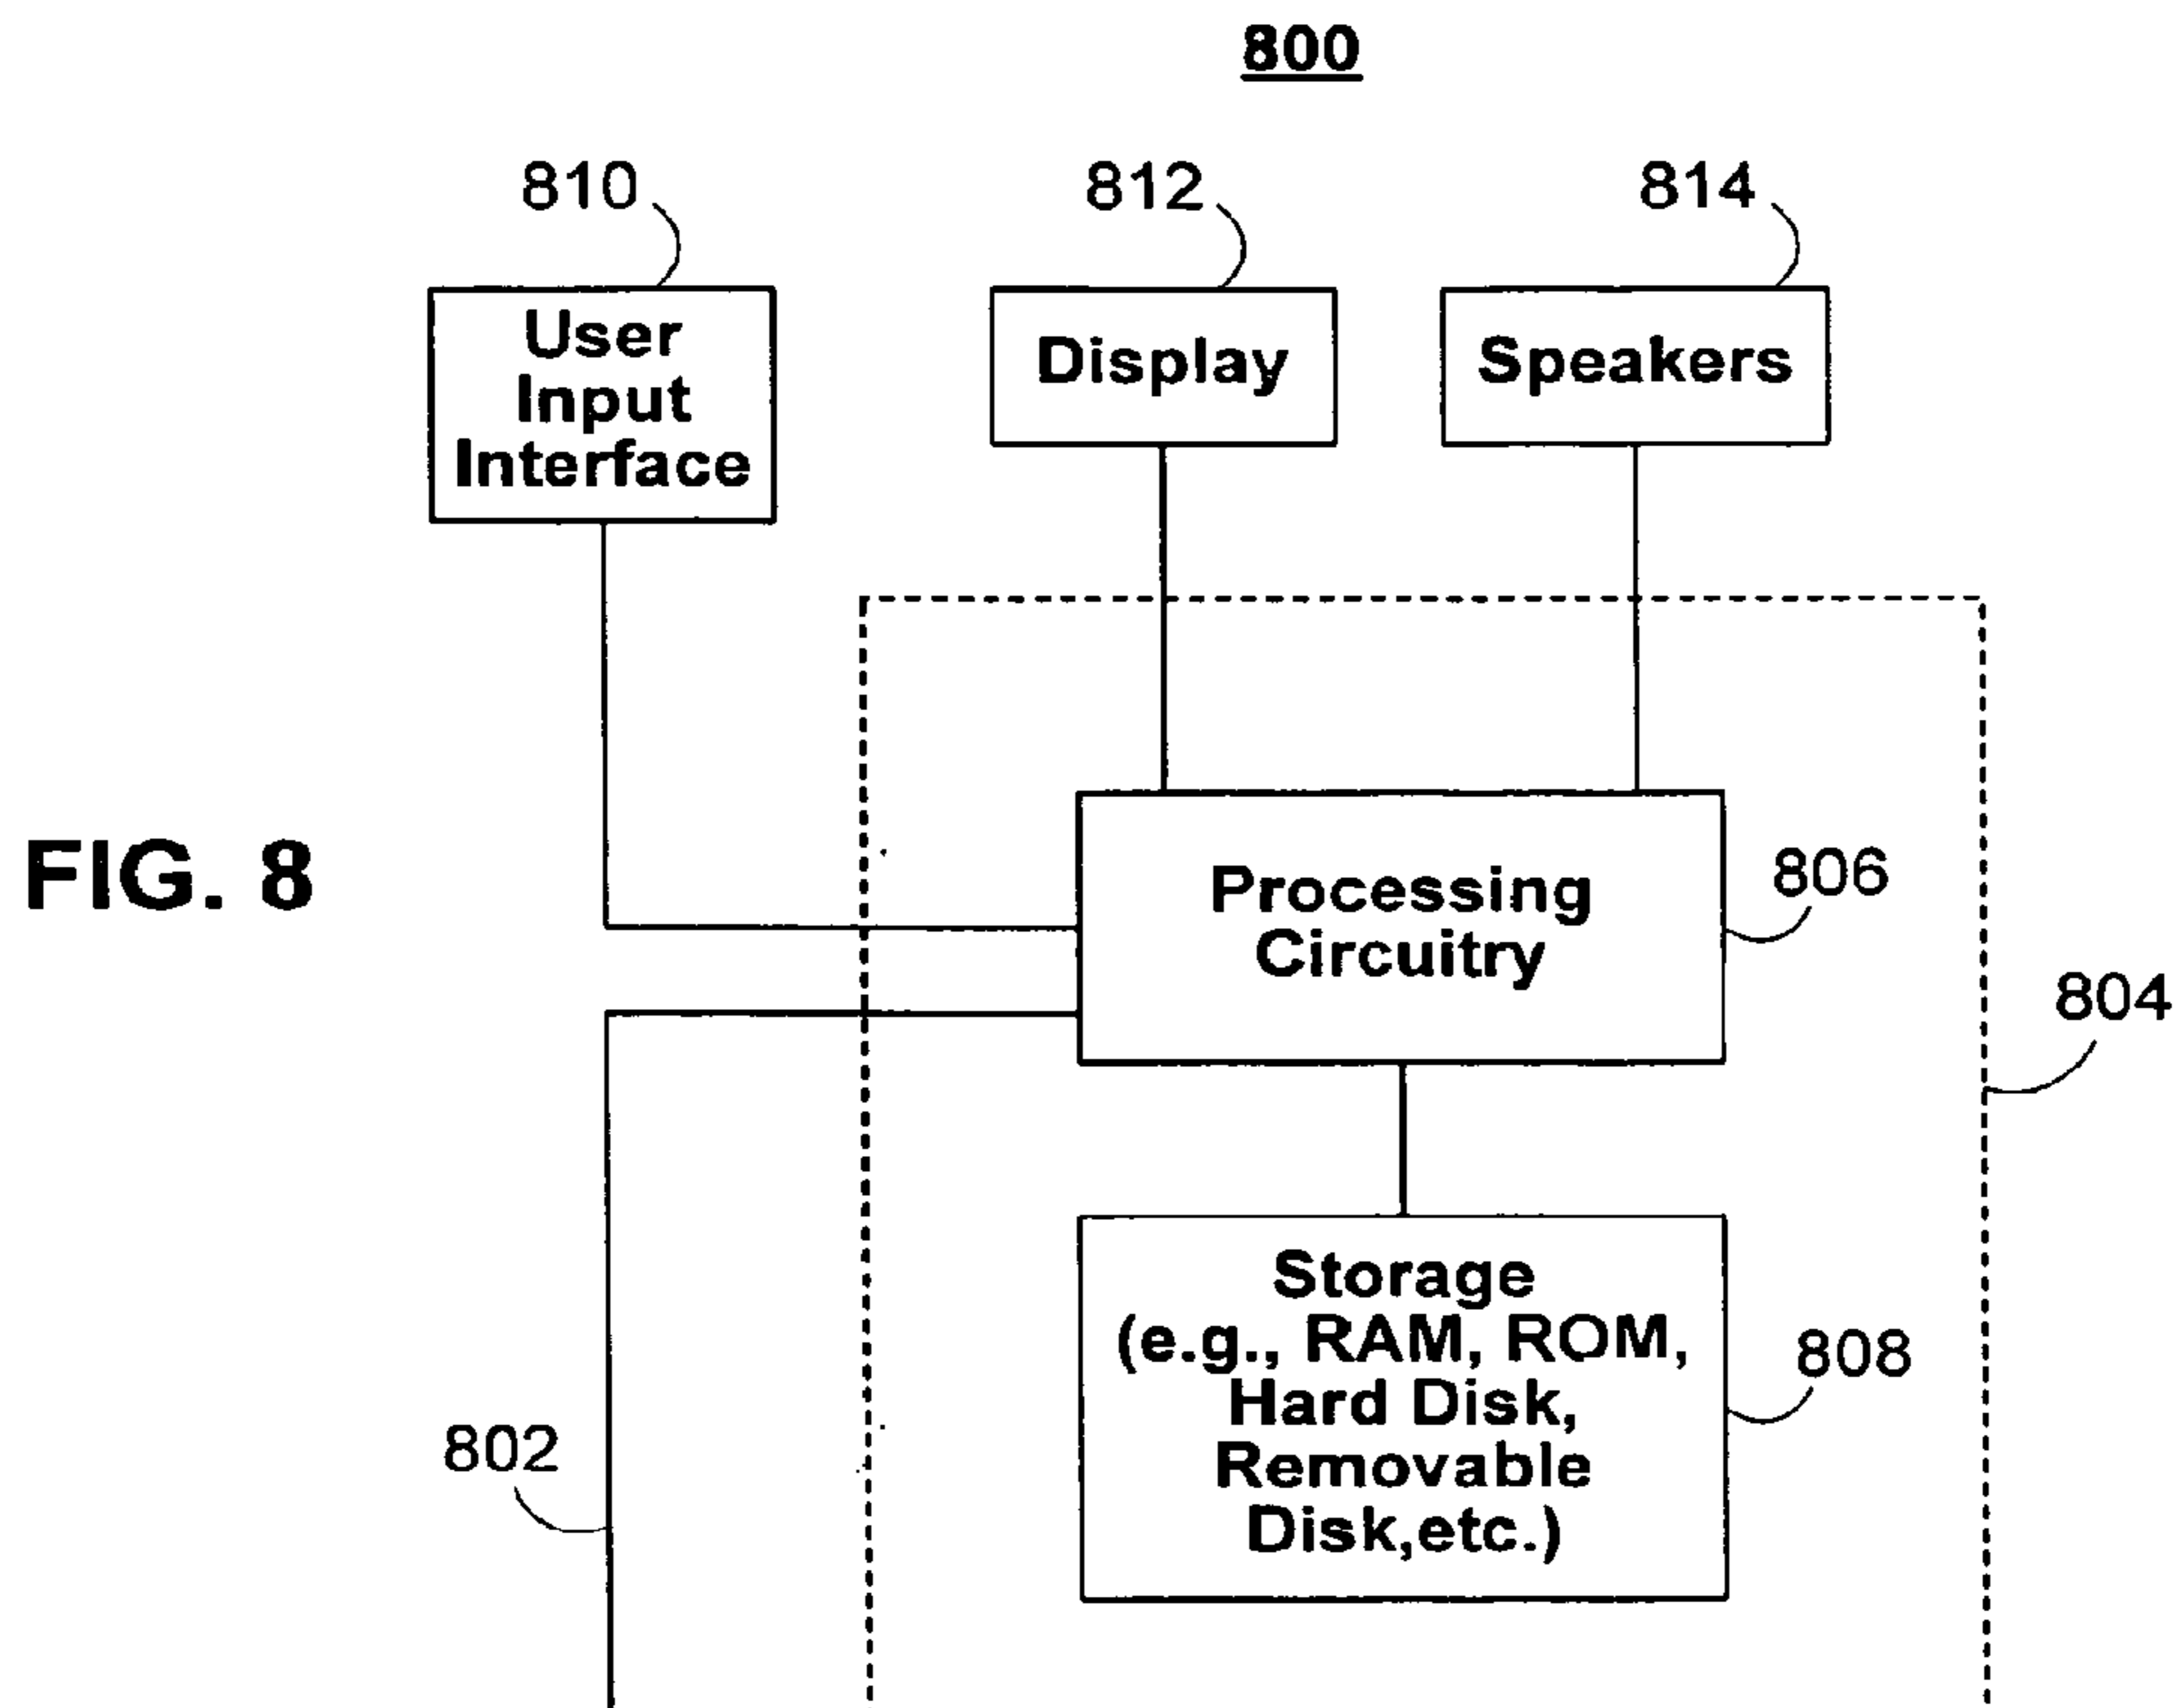 800
810
812
814
User
Input
Interface
Display
Speakers
FIG. 8
Processing
Circuitry
806
804
Storage
(e.g., RAM, ROM,
Hard Disk,
Removable
Disk,etc.)
808
802